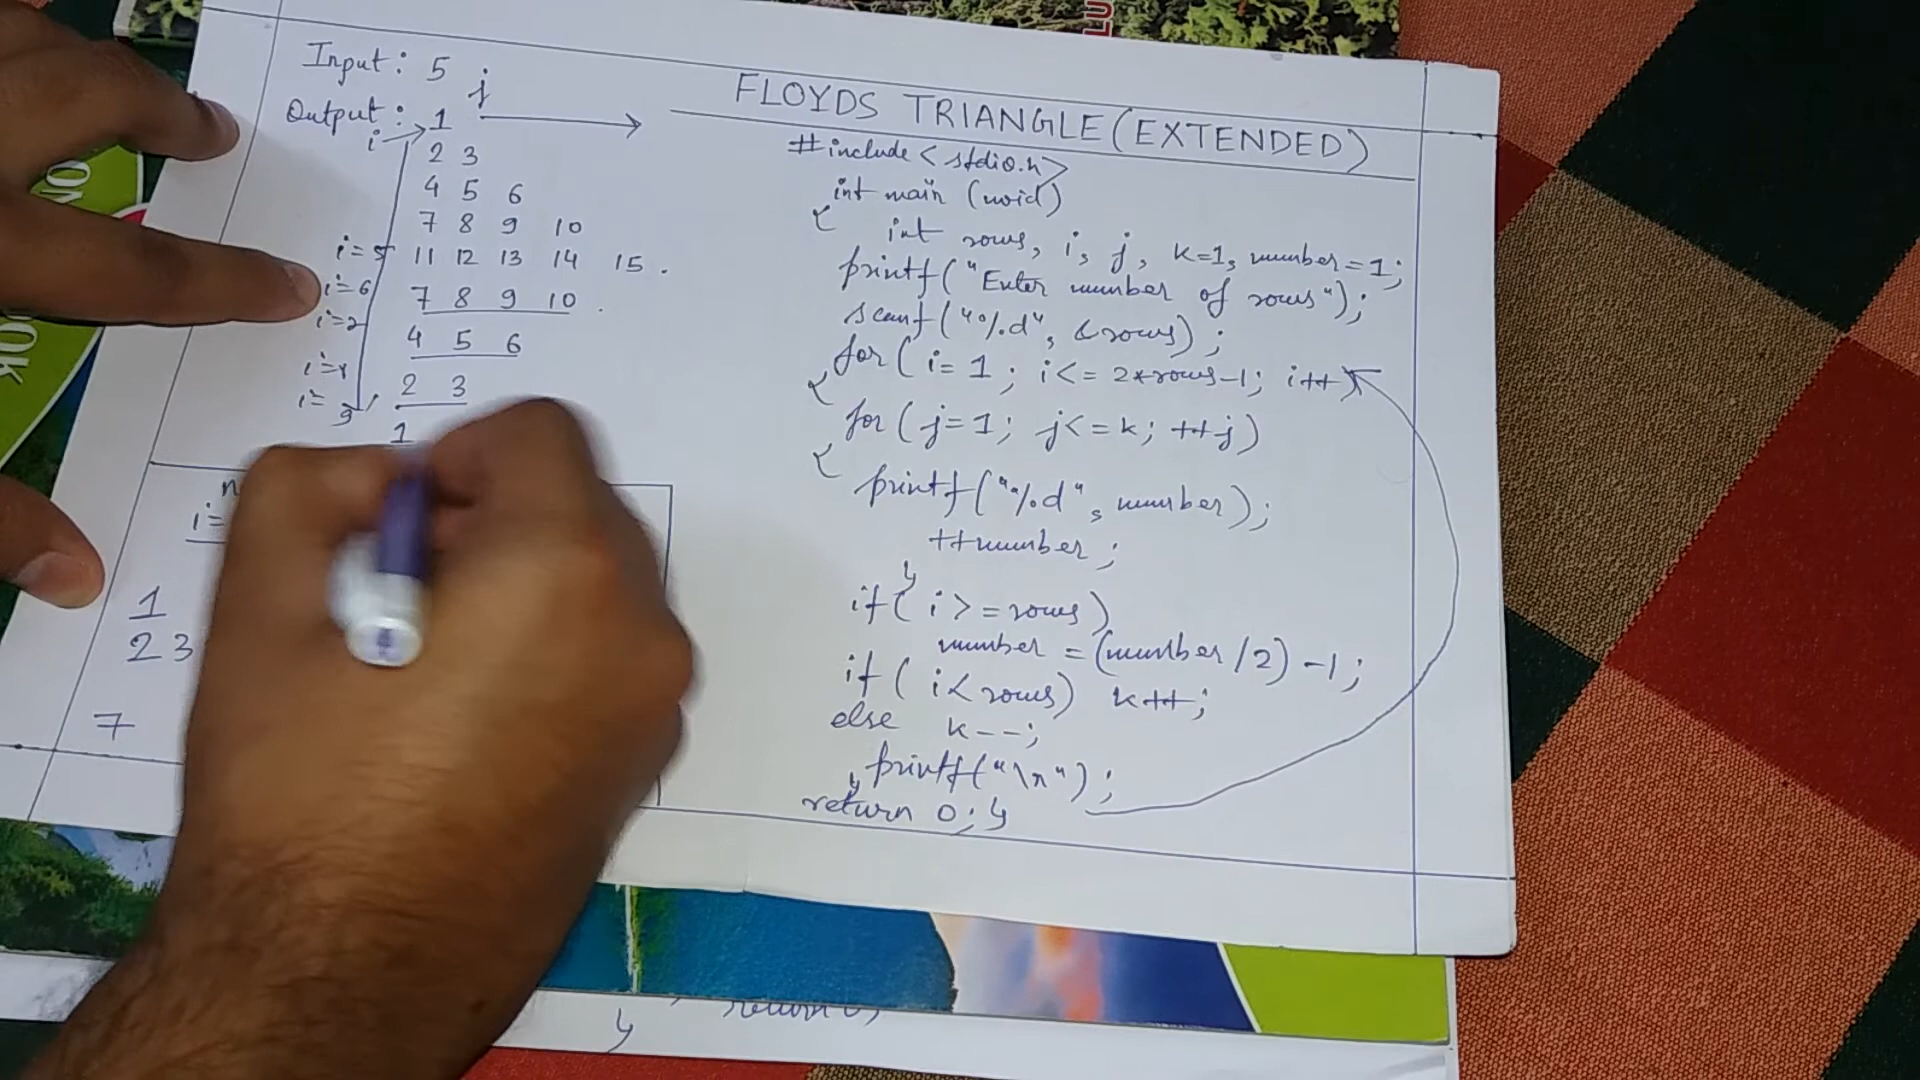 Input: 5
j
Output: 1
i
2 3
4 5 6
7 8 9 10
i=5 11 12 13 14 15.
i=6 7 8 9 10.
4 5 6
2 3
1
i=
1
2 3
7
FLOYDS TRIANGLE (EXTENDED)
#include <stdio.h>
int main (void)
{
int rows, i, j, k=1, number=1;
printf("Enter number of rows");
scanf("%d", &rows);
for( i=1; i<=2*rows-1; i++)
{
for( j=1; j<=k; ++j)
{
printf("%d", number);
++number;
}
if( i>=rows)
number = (number/2) -1;
if( i<rows) k++;
else k--;
printf("\n");
}
return 0; }
LU
ON
OK
}